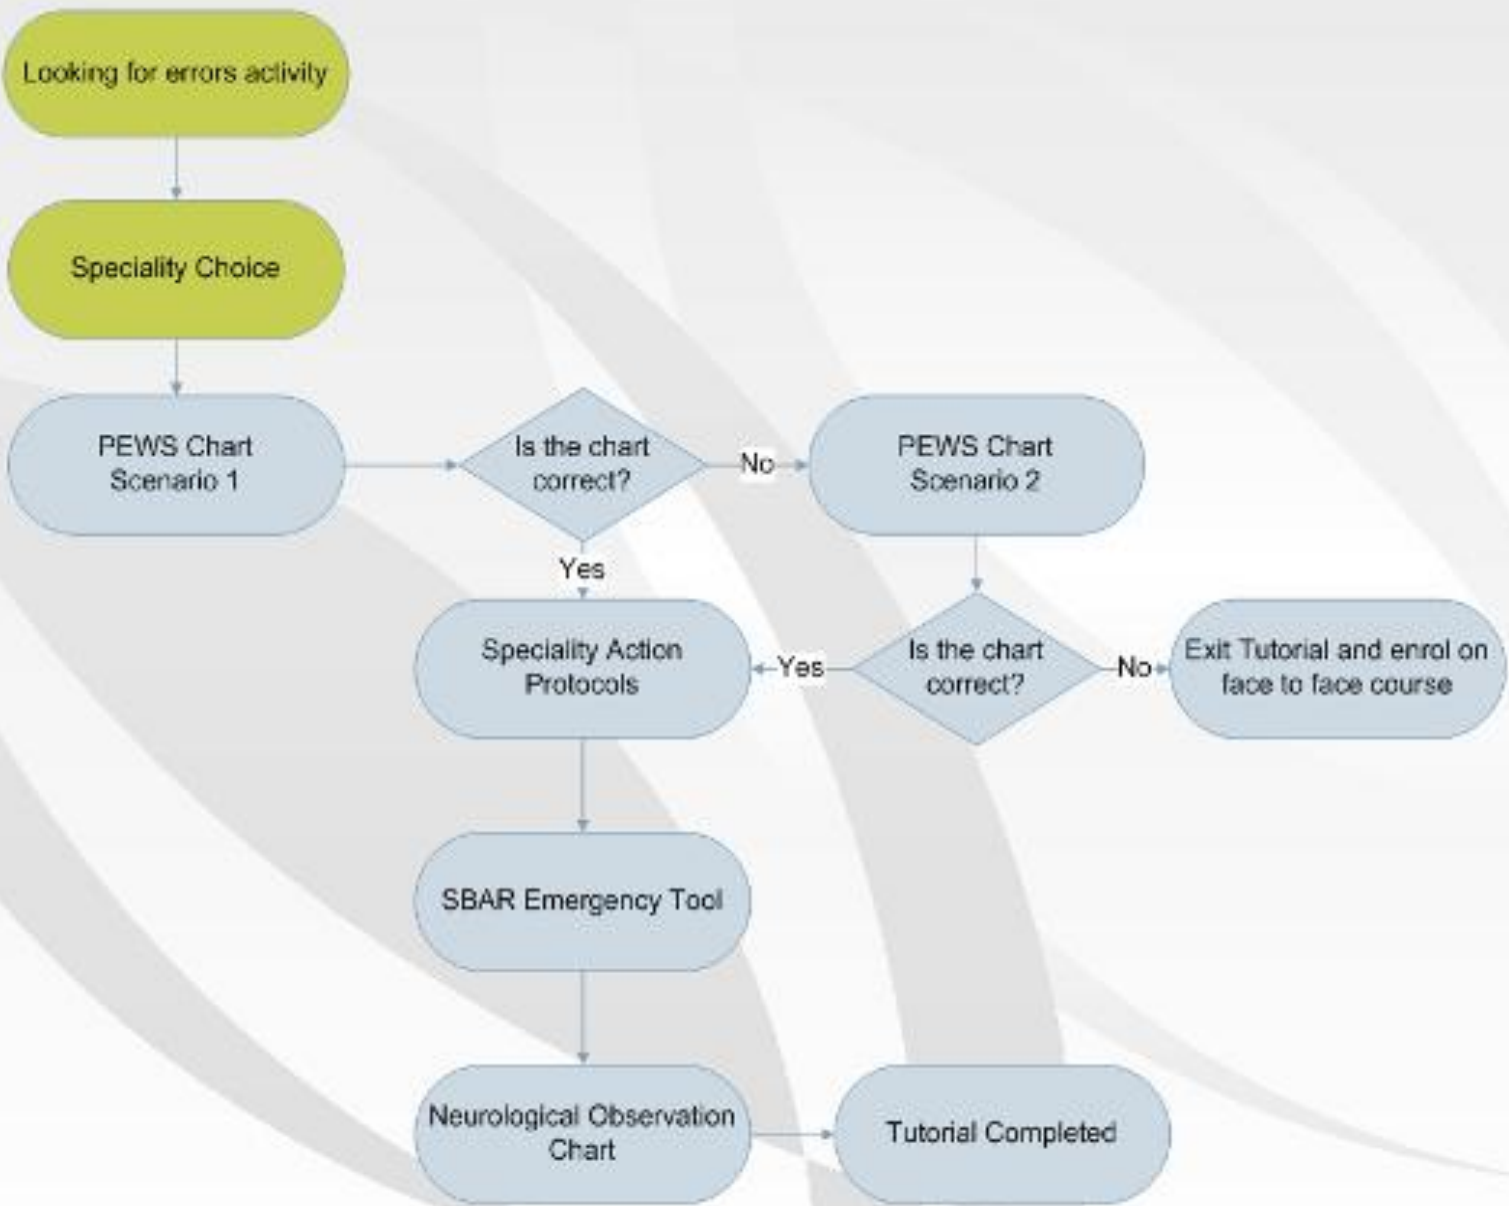 Looking for errors activity
Speciality Choice
PEWS Chart
Scenario 1
Is the chart
correct?
No
PEWS Chart
Scenario 2
Yes
Speciality Action
Protocols
Yes
Is the chart
correct?
No
Exit Tutorial and enrol on
face to face course
SBAR Emergency Tool
Neurological Observation
Chart
Tutorial Completed